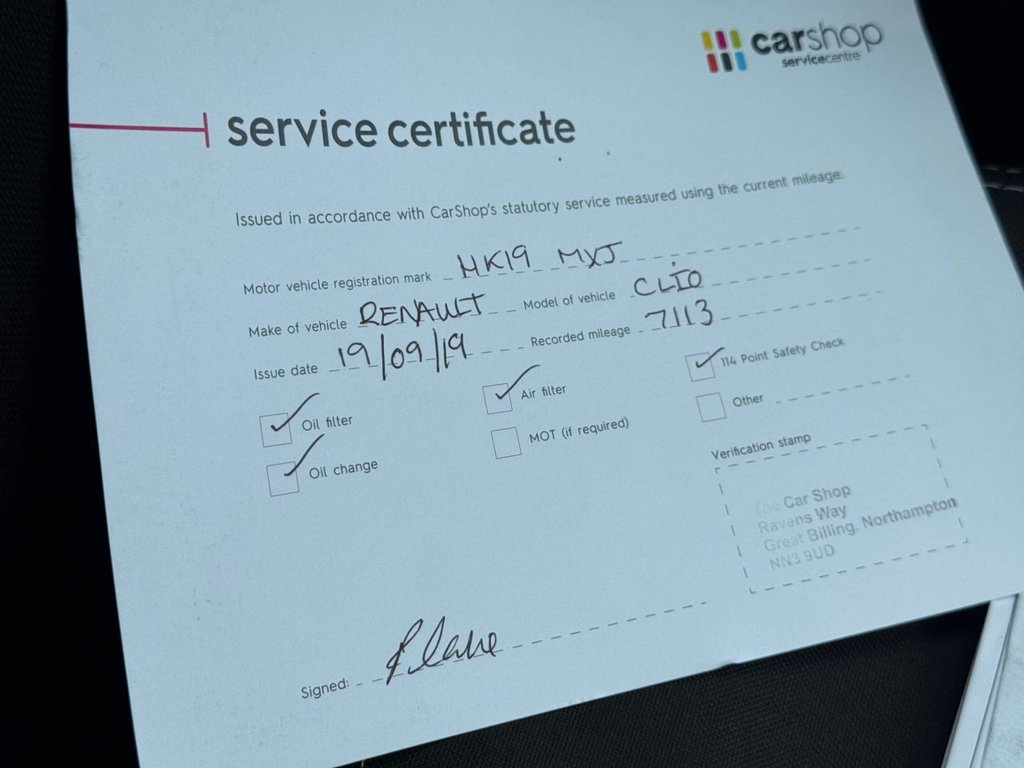 carshop
servicecentre
service certificate
Issued in accordance with CarShop's statutory service measured using the current mileage.
Motor vehicle registration mark HK19 MXJ
Make of vehicle RENAULT Model of vehicle CLIO
Issue date 19/09/19 Recorded mileage 7113
Oil filter Air filter 114 Point Safety Check
Oil change MOT (if required) Other
Verification stamp
The Car Shop
Ravens Way
Great Billing, Northampton
NN3 9UD
Signed: